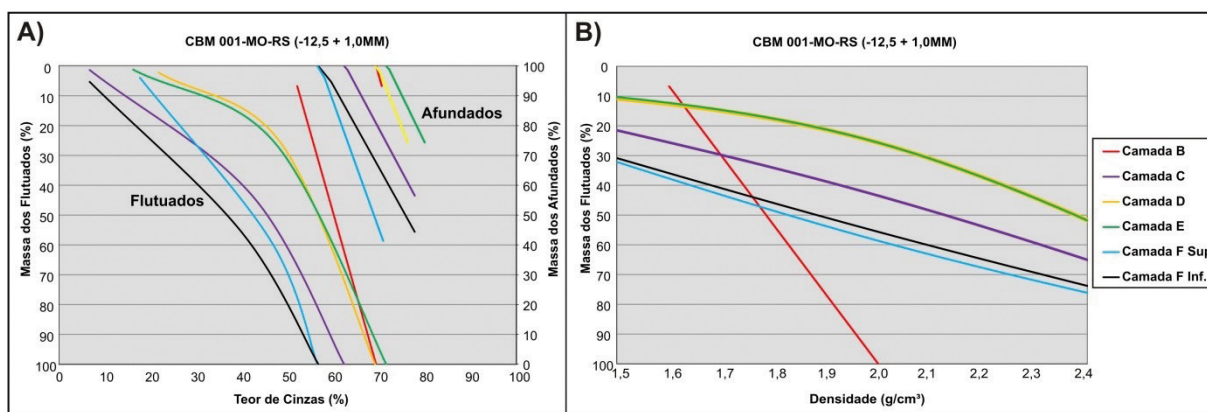 A)
CBM 001-MO-RS (-12,5 + 1,0MM)
Massa dos Flutuados (%)
0
10
20
30
40
50
60
70
80
90
100
Flutuados
Afundados
100
90
80
70
60
50
40
30
20
10
0
Massa dos Afundados (%)
0 10 20 30 40 50 60 70 80 90 100
Teor de Cinzas (%)
B)
CBM 001-MO-RS (-12,5 + 1,0MM)
Massa dos Flutuados (%)
0
10
20
30
40
50
60
70
80
90
100
1,5 1,6 1,7 1,8 1,9 2,0 2,1 2,2 2,3 2,4
Densidade (g/cm³)
Camada B
Camada C
Camada D
Camada E
Camada F Sup
Camada F Inf.